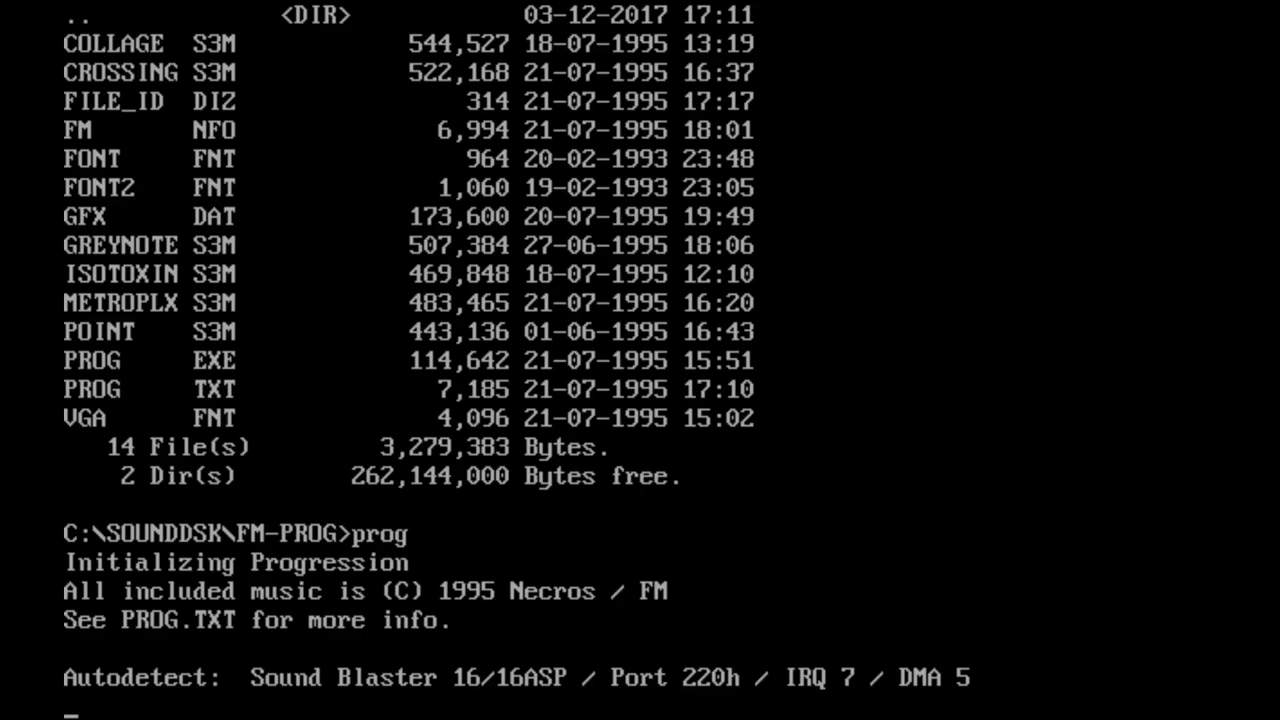 ..               <DIR>            03-12-2017 17:11
COLLAGE  S3M            544,527 18-07-1995 13:19
CROSSING S3M            522,168 21-07-1995 16:37
FILE_ID  DIZ                314 21-07-1995 17:17
FM       NFO              6,994 21-07-1995 18:01
FONT     FNT                964 20-02-1993 23:48
FONT2    FNT              1,060 19-02-1993 23:05
GFX      DAT            173,600 20-07-1995 19:49
GREYNOTE S3M            507,384 27-06-1995 18:06
ISOTOXIN S3M            469,848 18-07-1995 12:10
METROPLX S3M            483,465 21-07-1995 16:20
POINT    S3M            443,136 01-06-1995 16:43
PROG     EXE            114,642 21-07-1995 15:51
PROG     TXT              7,185 21-07-1995 17:10
VGA      FNT              4,096 21-07-1995 15:02
   14 File(s)         3,279,383 Bytes.
    2 Dir(s)        262,144,000 Bytes free.
C:\SOUNDDSK\FM-PROG>prog
Initializing Progression
All included music is (C) 1995 Necros / FM
See PROG.TXT for more info.
Autodetect:  Sound Blaster 16/16ASP / Port 220h / IRQ 7 / DMA 5
_